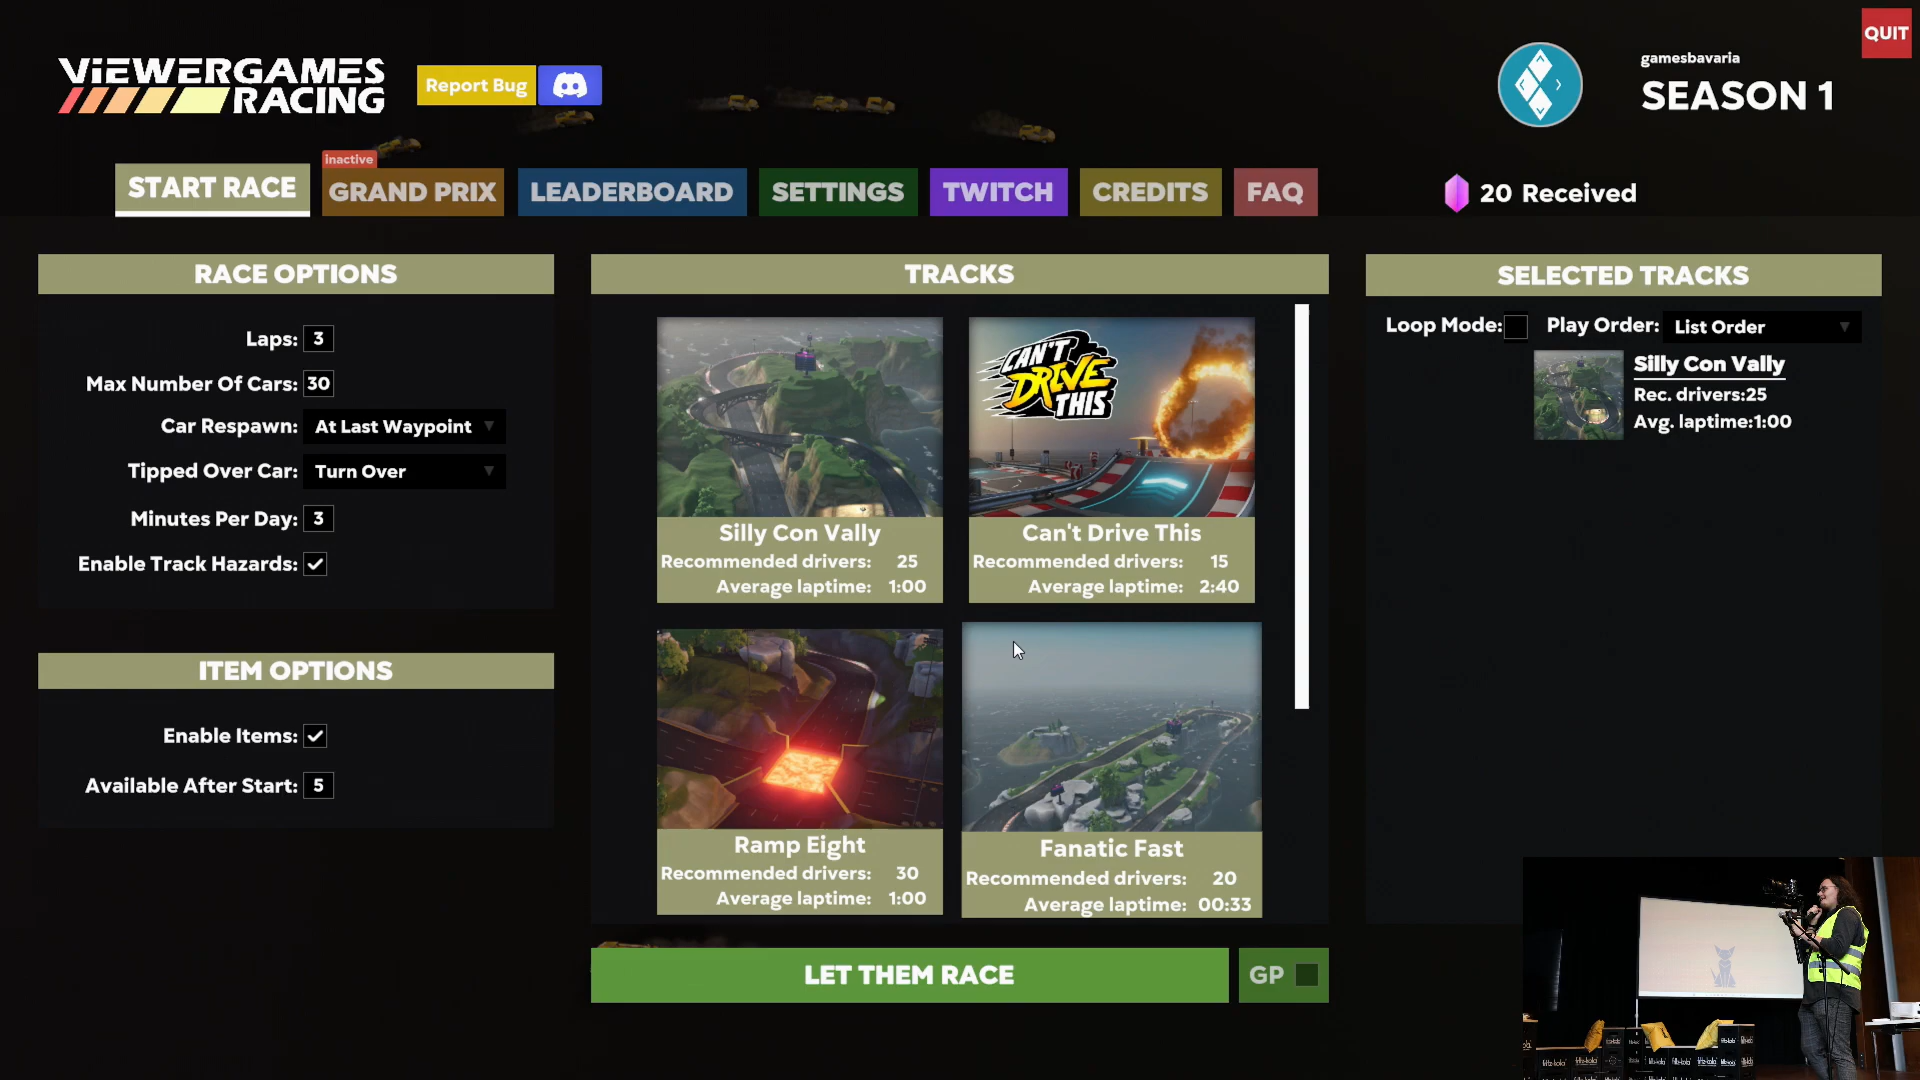 QUIT
ViEWERGAMES
RACING
Report Bug
gamesbavaria
SEASON 1
START RACE
inactive
GRAND PRIX
LEADERBOARD
SETTINGS
TWITCH
CREDITS
FAQ
20 Received
RACE OPTIONS
Laps: 3
Max Number Of Cars: 30
Car Respawn: At Last Waypoint
Tipped Over Car: Turn Over
Minutes Per Day: 3
Enable Track Hazards:
ITEM OPTIONS
Enable Items:
Available After Start: 5
TRACKS
Silly Con Vally
Recommended drivers: 25
Average laptime: 1:00
CAN'T
DRIVE
THIS
Can't Drive This
Recommended drivers: 15
Average laptime: 2:40
Ramp Eight
Recommended drivers: 30
Average laptime: 1:00
Fanatic Fast
Recommended drivers: 20
Average laptime: 00:33
LET THEM RACE
GP
SELECTED TRACKS
Loop Mode: Play Order: List Order
Silly Con Vally
Rec. drivers:25
Avg. laptime:1:00
fritz-kola